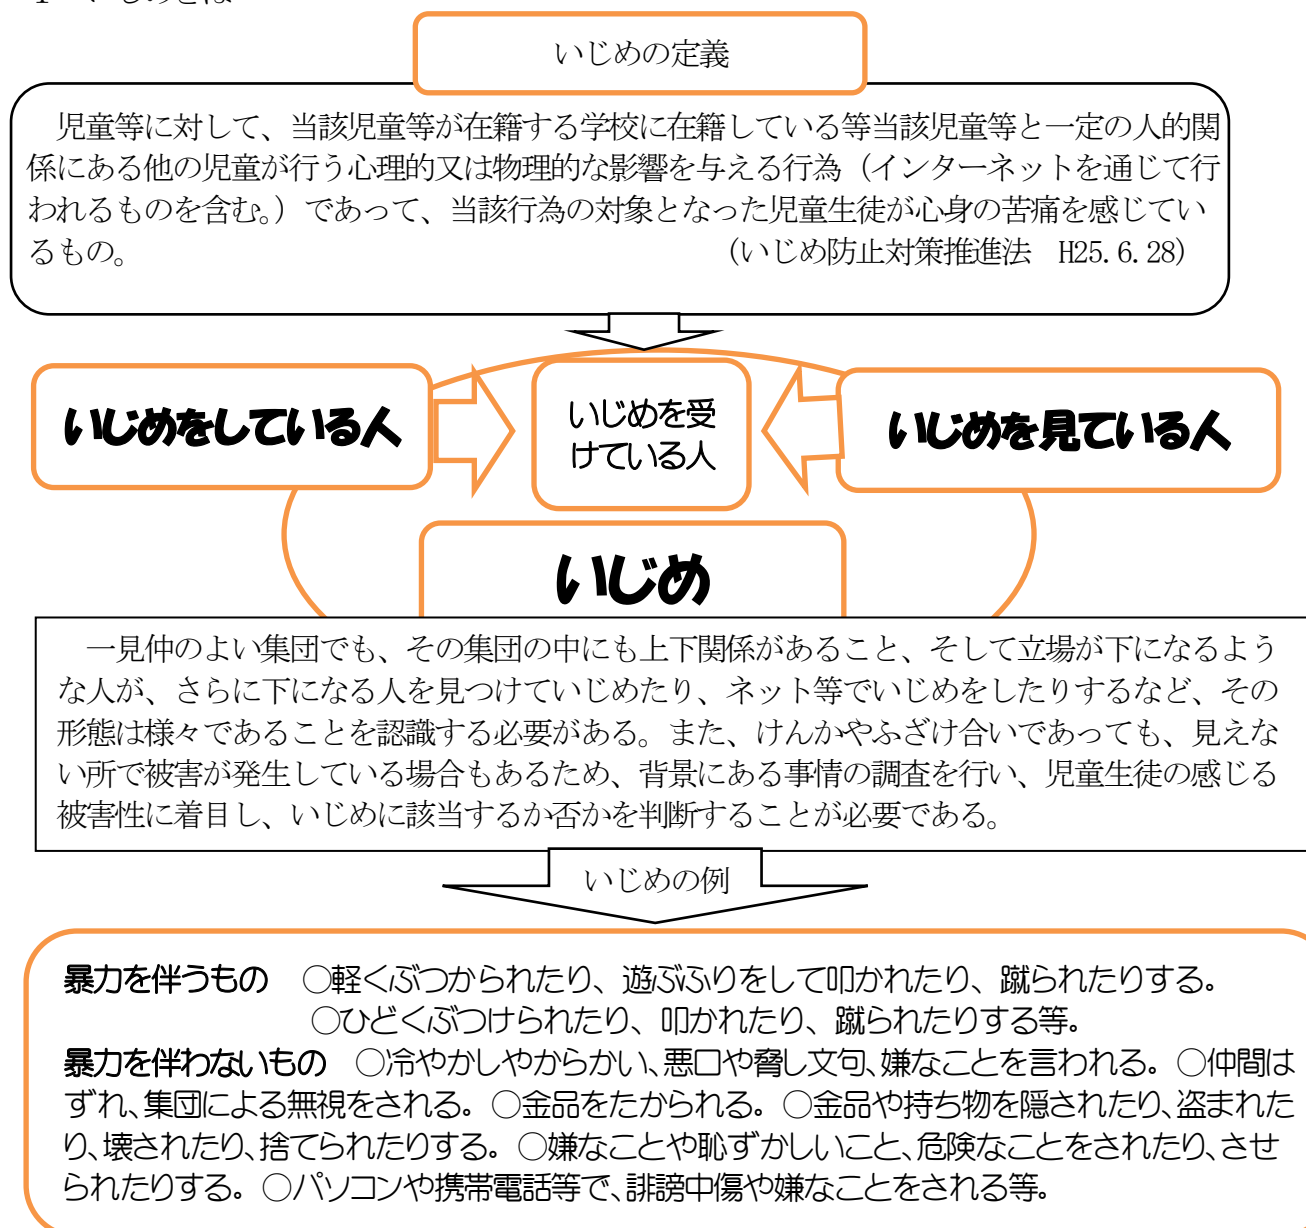 いじめの定義
児童等に対して、当該児童等が在籍する学校に在籍している等当該児童等と一定の人的関
係にある他の児童が行う心理的又は物理的な影響を与える行為（インターネットを通じて行
われるものを含む。）であって、当該行為の対象となった児童生徒が心身の苦痛を感じてい
るもの。　（いじめ防止対策推進法　H25.6.28）
いじめをしている人
いじめを受
けている人
いじめを見ている人
いじめ
一見仲のよい集団でも、その集団の中にも上下関係があること、そして立場が下になるよう
な人が、さらに下になる人を見つけていじめたり、ネット等でいじめをしたりするなど、その
形態は様々であることを認識する必要がある。また、けんかやふざけ合いであっても、見えな
い所で被害が発生している場合もあるため、背景にある事情の調査を行い、児童生徒の感じる
被害性に着目し、いじめに該当するか否かを判断することが必要である。
いじめの例
暴力を伴うもの　○軽くぶつかられたり、遊ぶふりをして叩かれたり、蹴られたりする。
○ひどくぶつけられたり、叩かれたり、蹴られたりする等。
暴力を伴わないもの　○冷やかしやからかい、悪口や脅し文句、嫌なことを言われる。○仲間は
ずれ、集団による無視をされる。○金品をたかられる。○金品や持ち物を隠されたり、盗まれた
り、壊されたり、捨てられたりする。○嫌なことや恥ずかしいこと、危険なことをされたり、させ
られたりする。○パソコンや携帯電話等で、誹謗中傷や嫌なことをされる等。